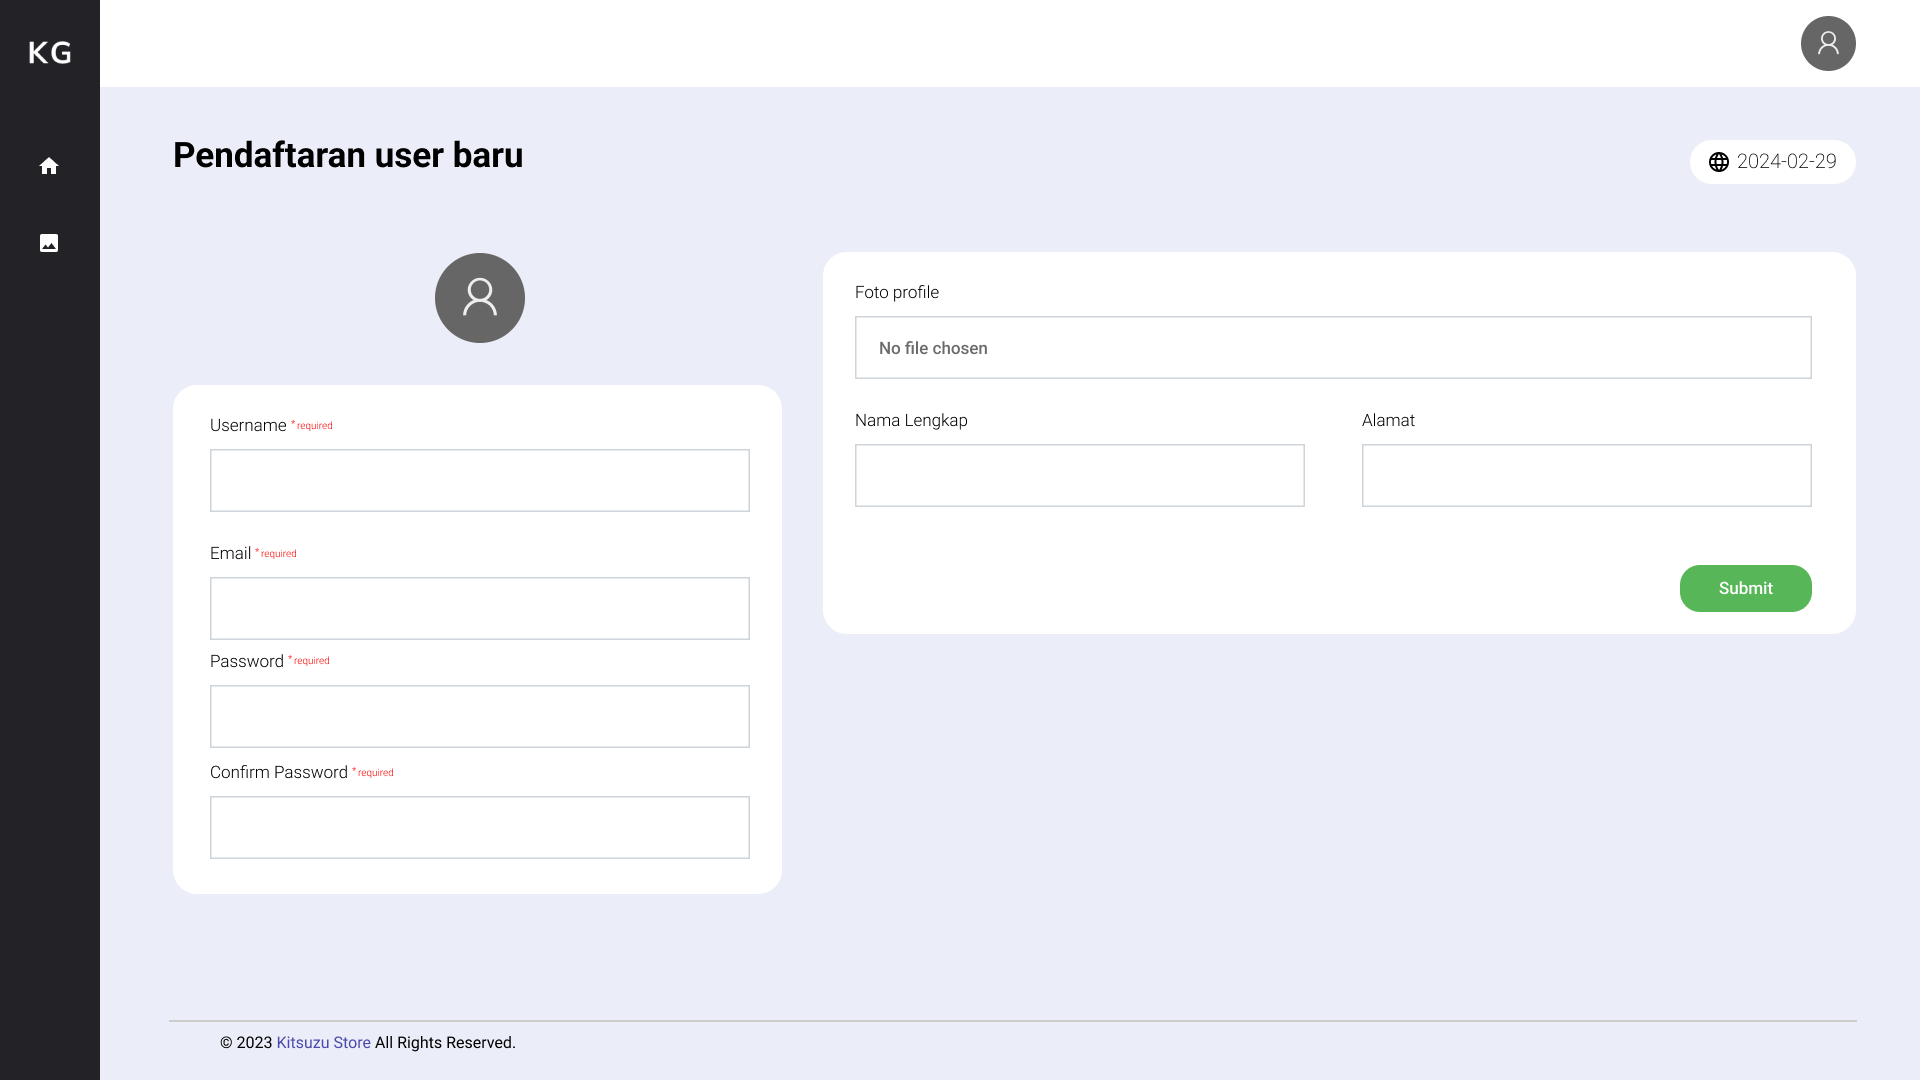 KG
Pendaftaran user baru
2024-02-29
Username * required
Email * required
Password * required
Confirm Password * required
Foto profile
No file chosen
Nama Lengkap
Alamat
Submit
© 2023 Kitsuzu Store All Rights Reserved.